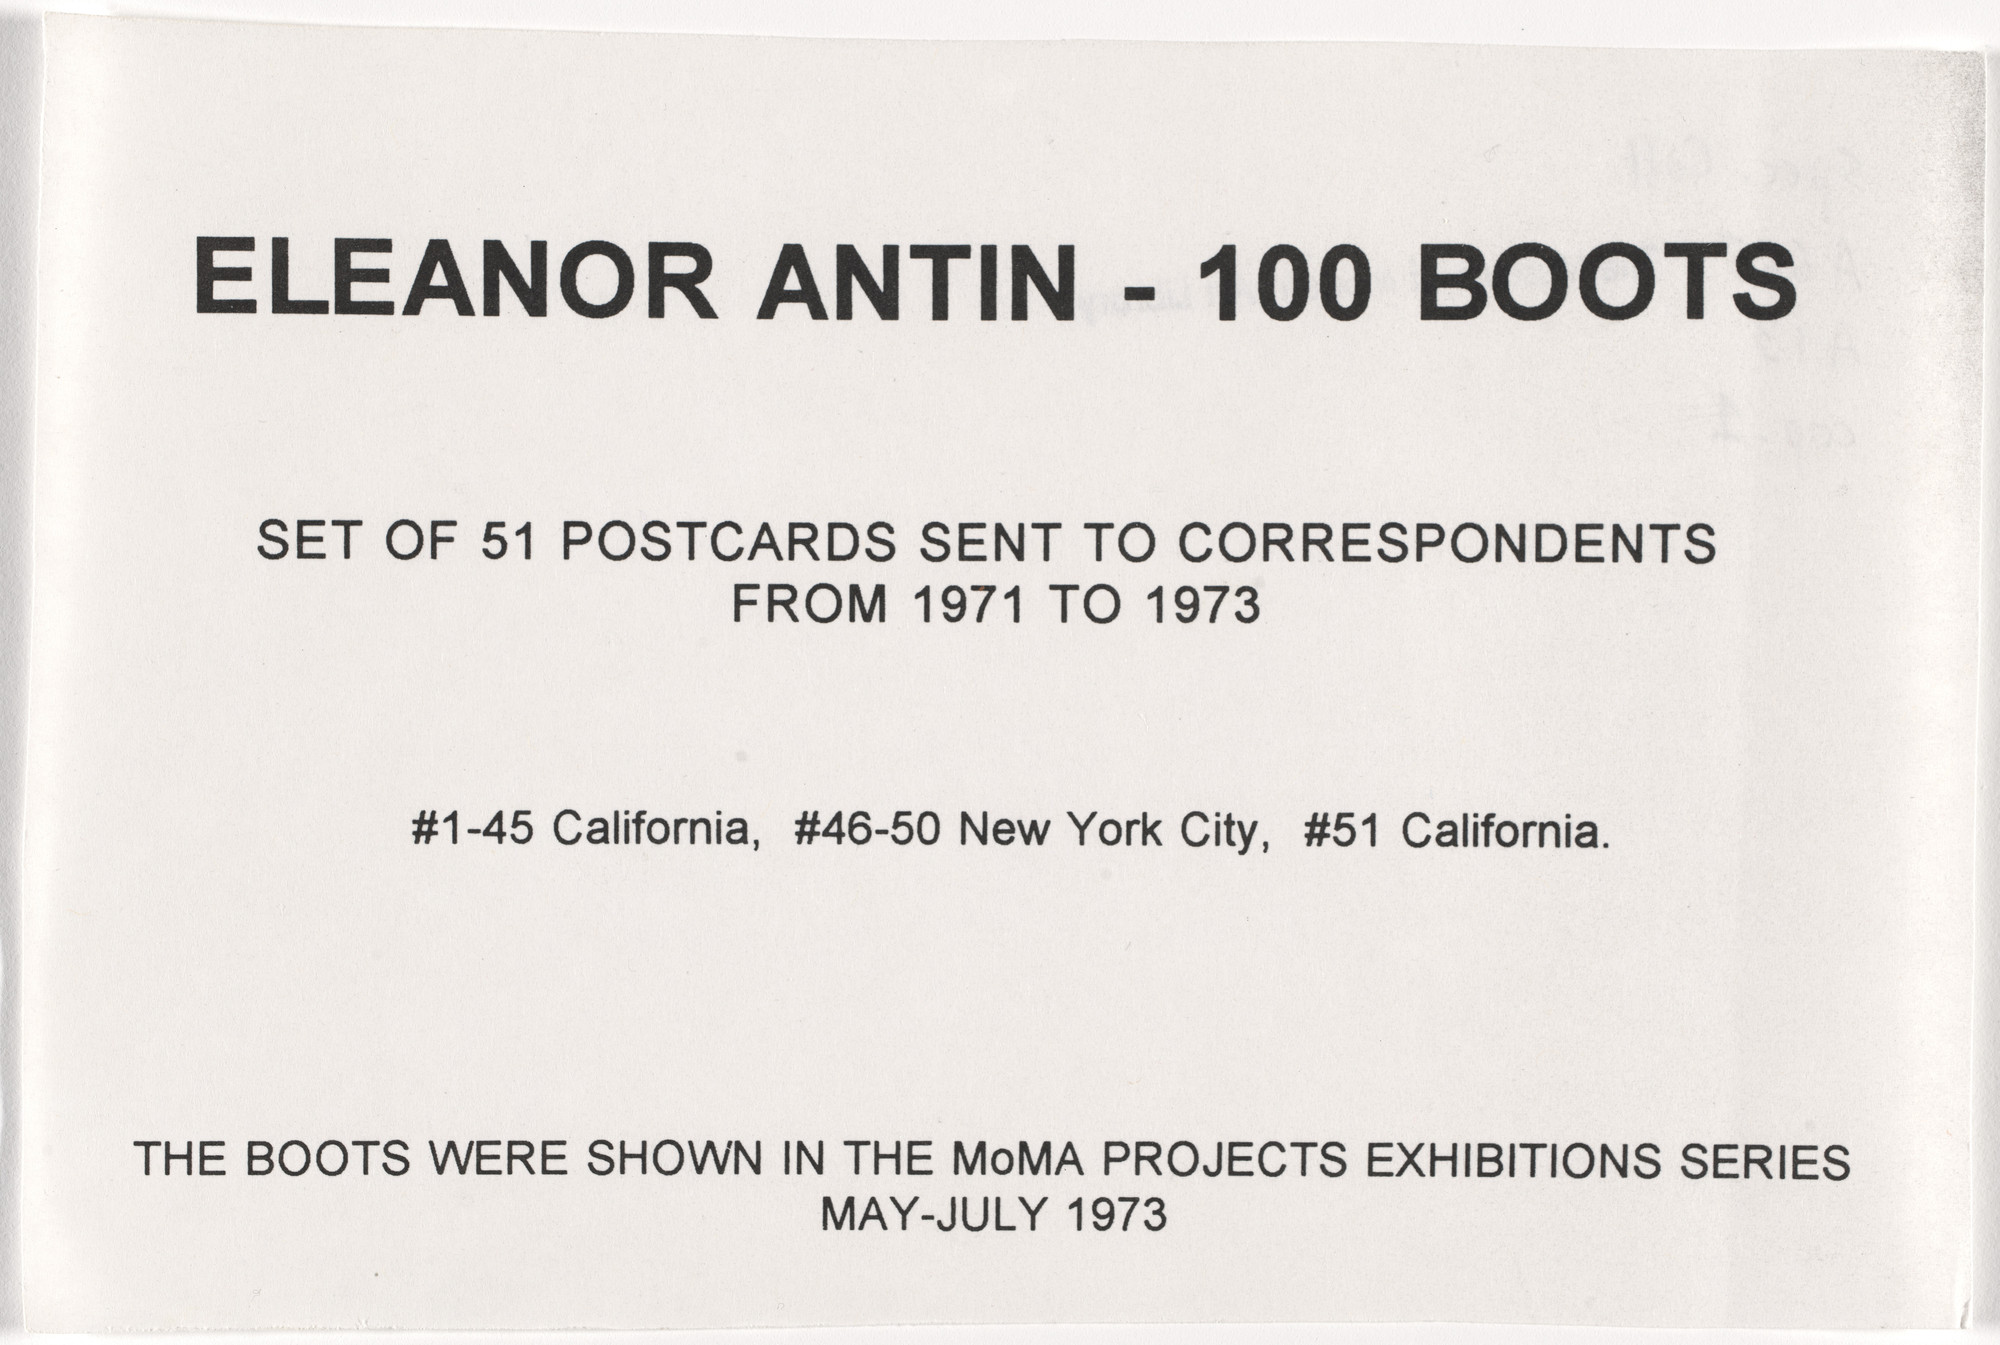 ELEANOR ANTIN - 100 BOOTS
SET OF 51 POSTCARDS SENT TO CORRESPONDENTS
FROM 1971 TO 1973
#1-45 California, #46-50 New York City, #51 California.
THE BOOTS WERE SHOWN IN THE MoMA PROJECTS EXHIBITIONS SERIES
MAY-JULY 1973